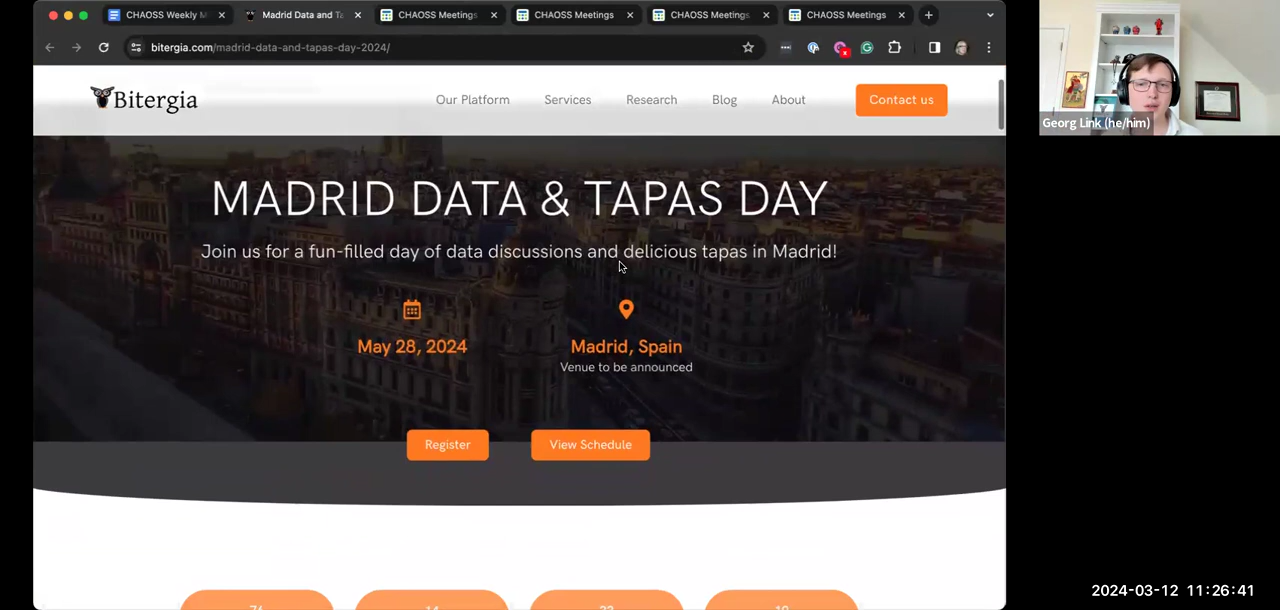 CHAOSS Weekly M
Madrid Data and Ta
CHAOSS Meetings
CHAOSS Meetings
CHAOSS Meetings
CHAOSS Meetings
bitergia.com/madrid-data-and-tapas-day-2024/
Bitergia
Our Platform
Services
Research
Blog
About
Contact us
MADRID DATA & TAPAS DAY
Join us for a fun-filled day of data discussions and delicious tapas in Madrid!
May 28, 2024
Madrid, Spain
Venue to be announced
Register
View Schedule
Georg Link (he/him)
2024-03-12 11:26:41